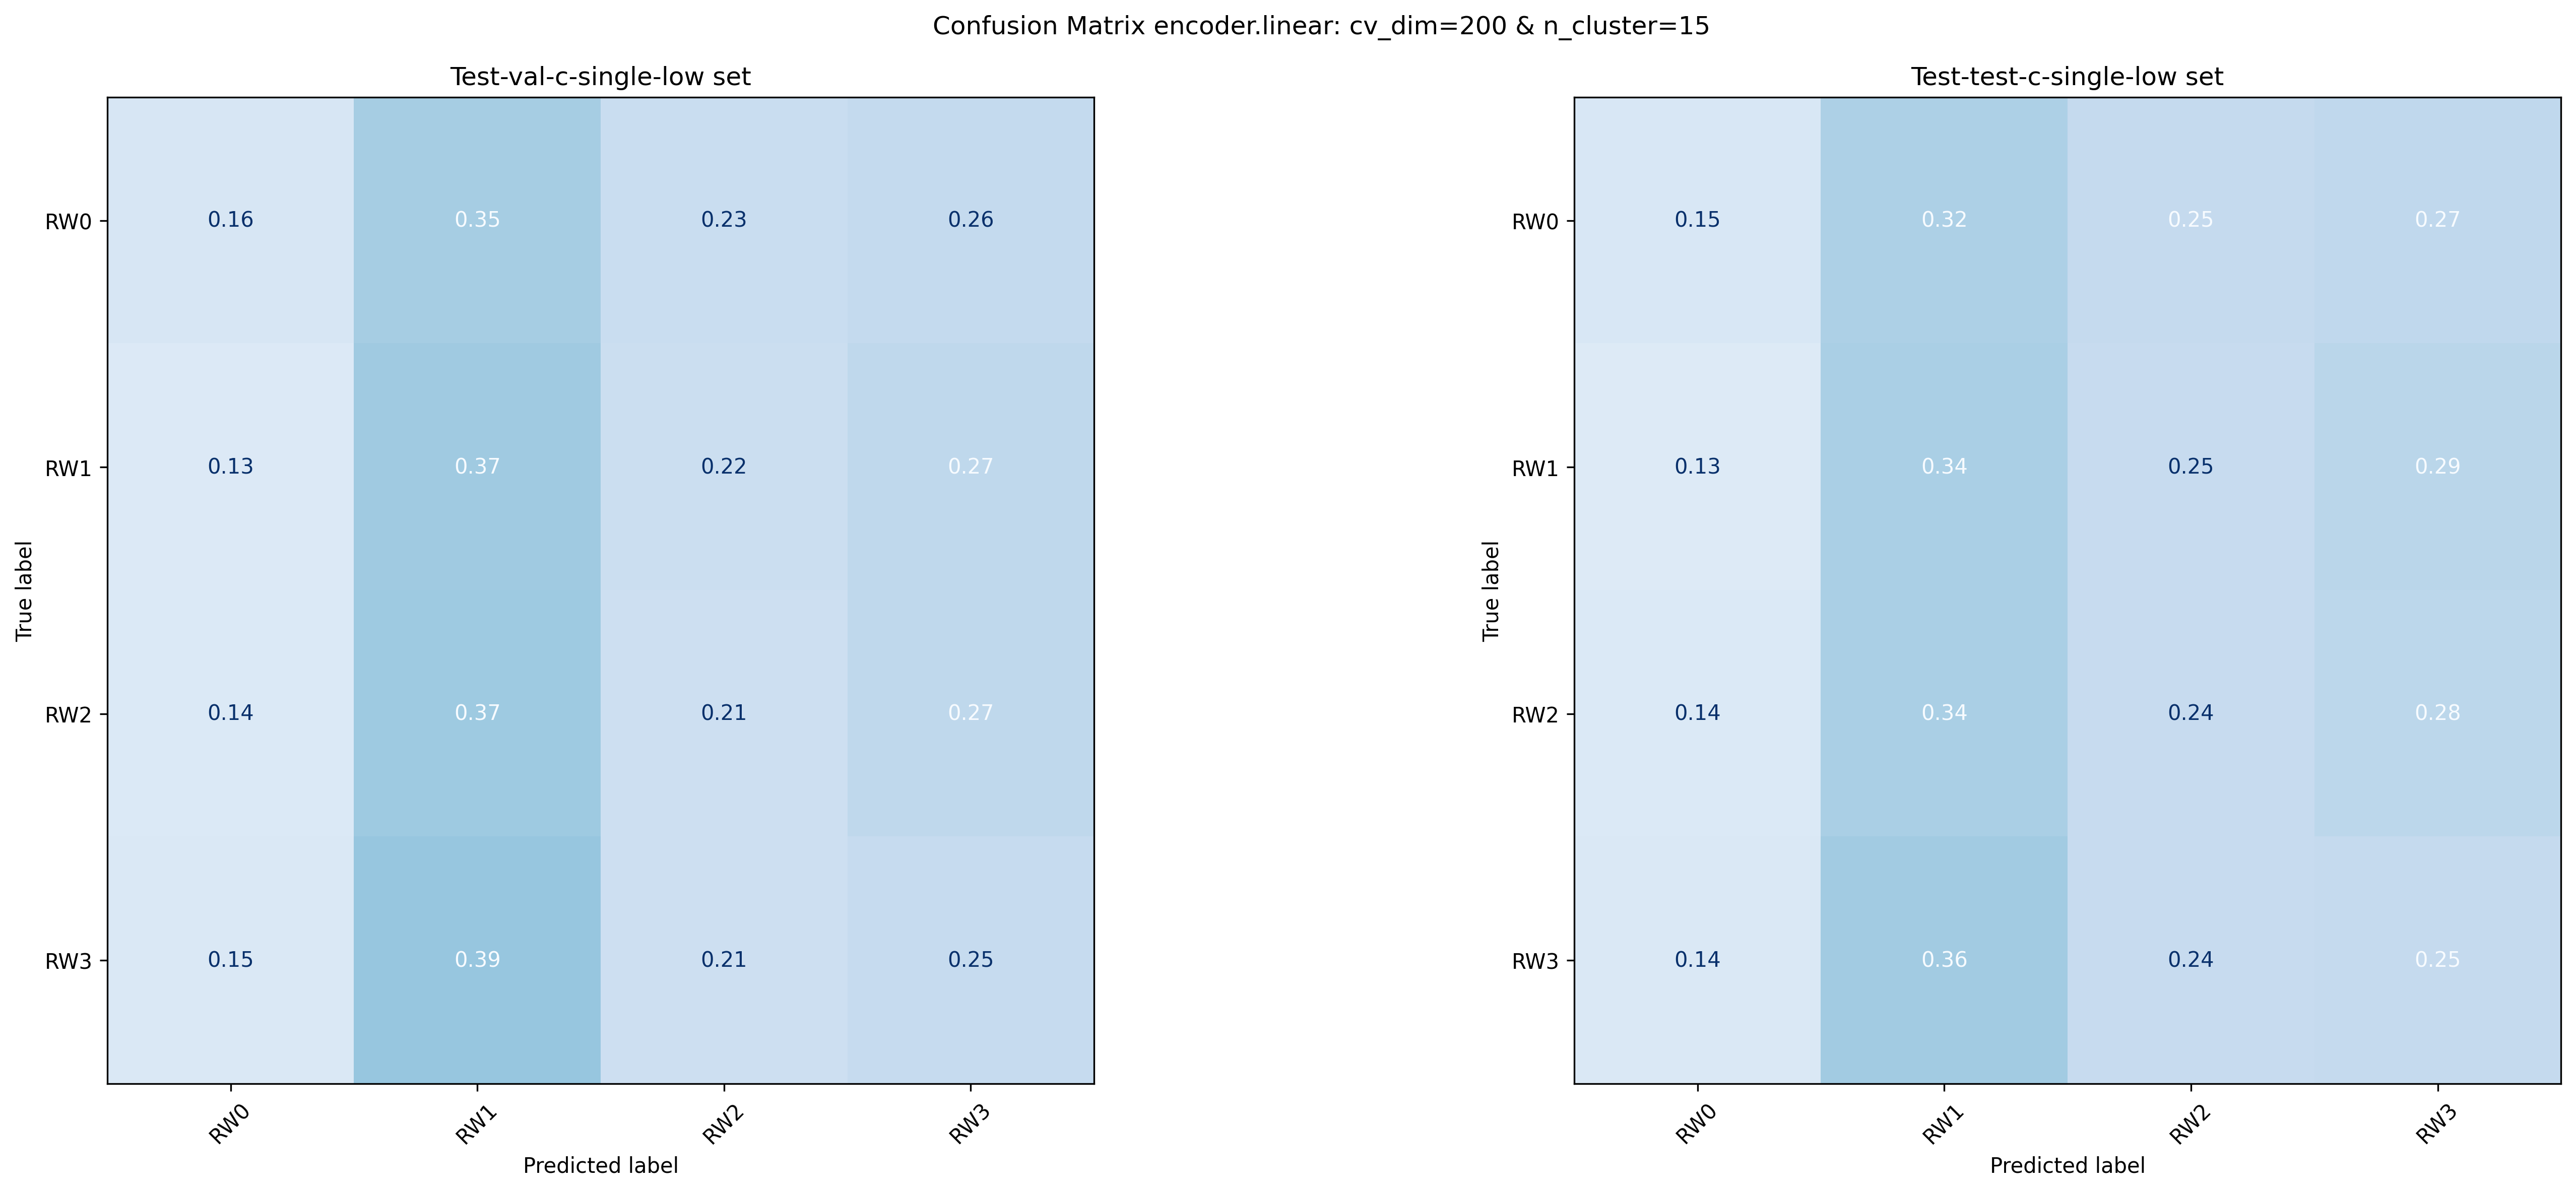 Confusion Matrix encoder.linear: cv_dim=200 & n_cluster=15
Test-val-c-single-low set
RW0 0.16 0.35 0.23 0.26
RW1 0.13 0.37 0.22 0.27
RW2 0.14 0.37 0.21 0.27
RW3 0.15 0.39 0.21 0.25
True label
RW0 RW1 RW2 RW3
Predicted label
Test-test-c-single-low set
RW0 0.15 0.32 0.25 0.27
RW1 0.13 0.34 0.25 0.29
RW2 0.14 0.34 0.24 0.28
RW3 0.14 0.36 0.24 0.25
True label
RW0 RW1 RW2 RW3
Predicted label